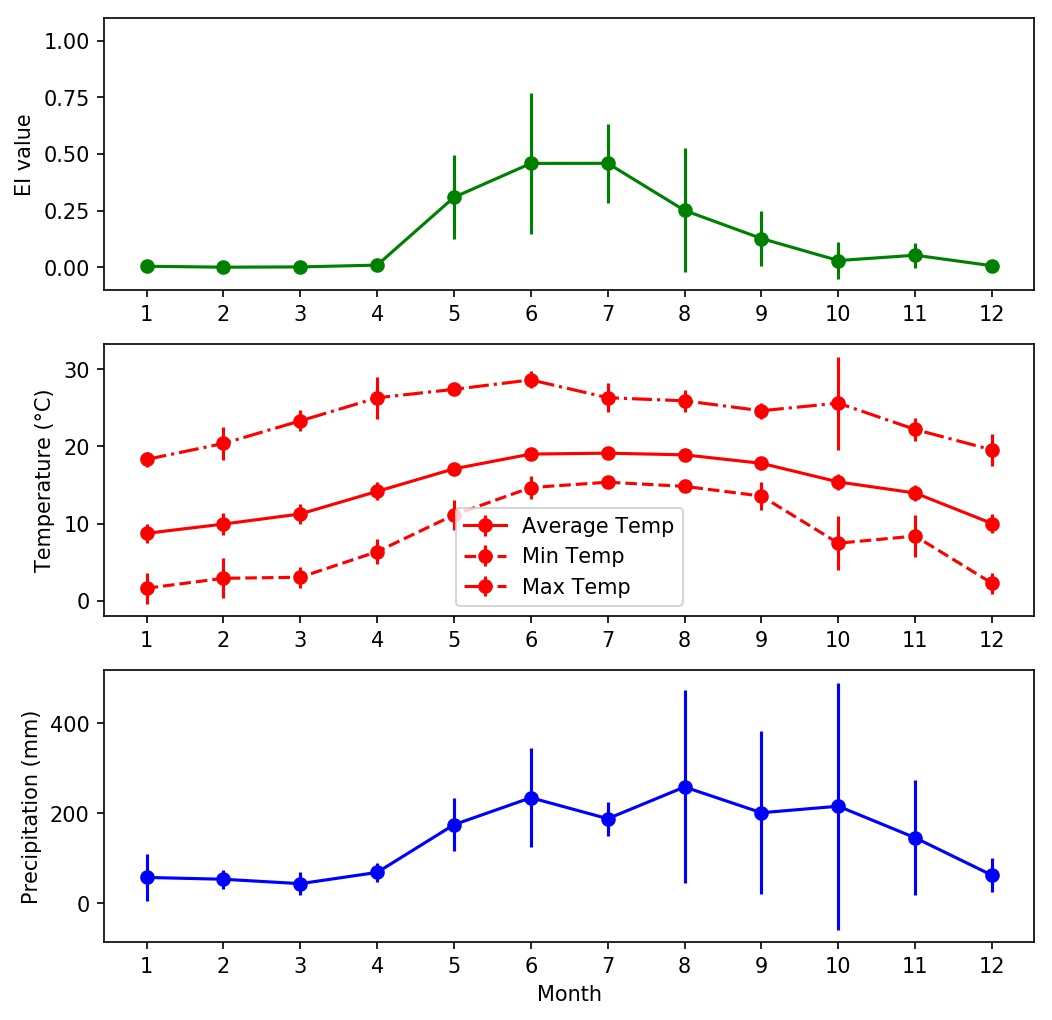 EI value
1.00
0.75
0.50
0.25
0.00
1 2 3 4 5 6 7 8 9 10 11 12
Temperature (°C)
30
20
10
0
Average Temp
Min Temp
Max Temp
1 2 3 4 5 6 7 8 9 10 11 12
Precipitation (mm)
400
200
0
1 2 3 4 5 6 7 8 9 10 11 12
Month